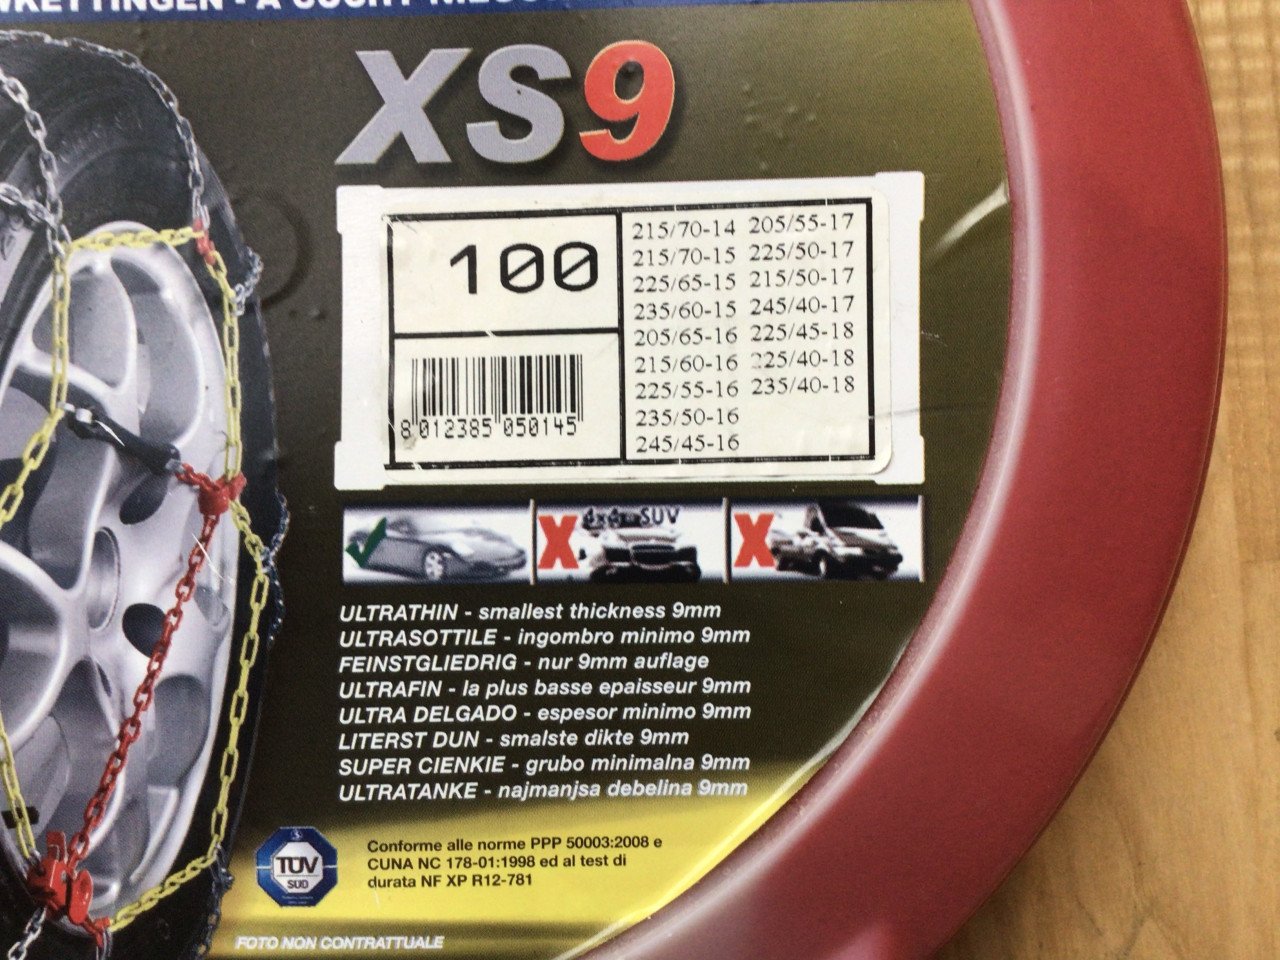 XS9
100
8 012385 050145
215/70-14 205/55-17
215/70-15 225/50-17
225/65-15 215/50-17
235/60-15 245/40-17
205/65-16 225/45-18
215/60-16 225/40-18
225/55-16 235/40-18
235/50-16
245/45-16
X 4x4 - SUV X
ULTRATHIN - smallest thickness 9mm
ULTRASOTTILE - ingombro minimo 9mm
FEINSTGLIEDRIG - nur 9mm auflage
ULTRAFIN - la plus basse epaisseur 9mm
ULTRA DELGADO - espesor minimo 9mm
LITERST DUN - smalste dikte 9mm
SUPER CIENKIE - grubo minimalna 9mm
ULTRATANKE - najmanjsa debelina 9mm
TÜV
SÜD
Conforme alle norme PPP 50003:2008 e
CUNA NC 178-01:1998 ed al test di
durata NF XP R12-781
FOTO NON CONTRATTUALE